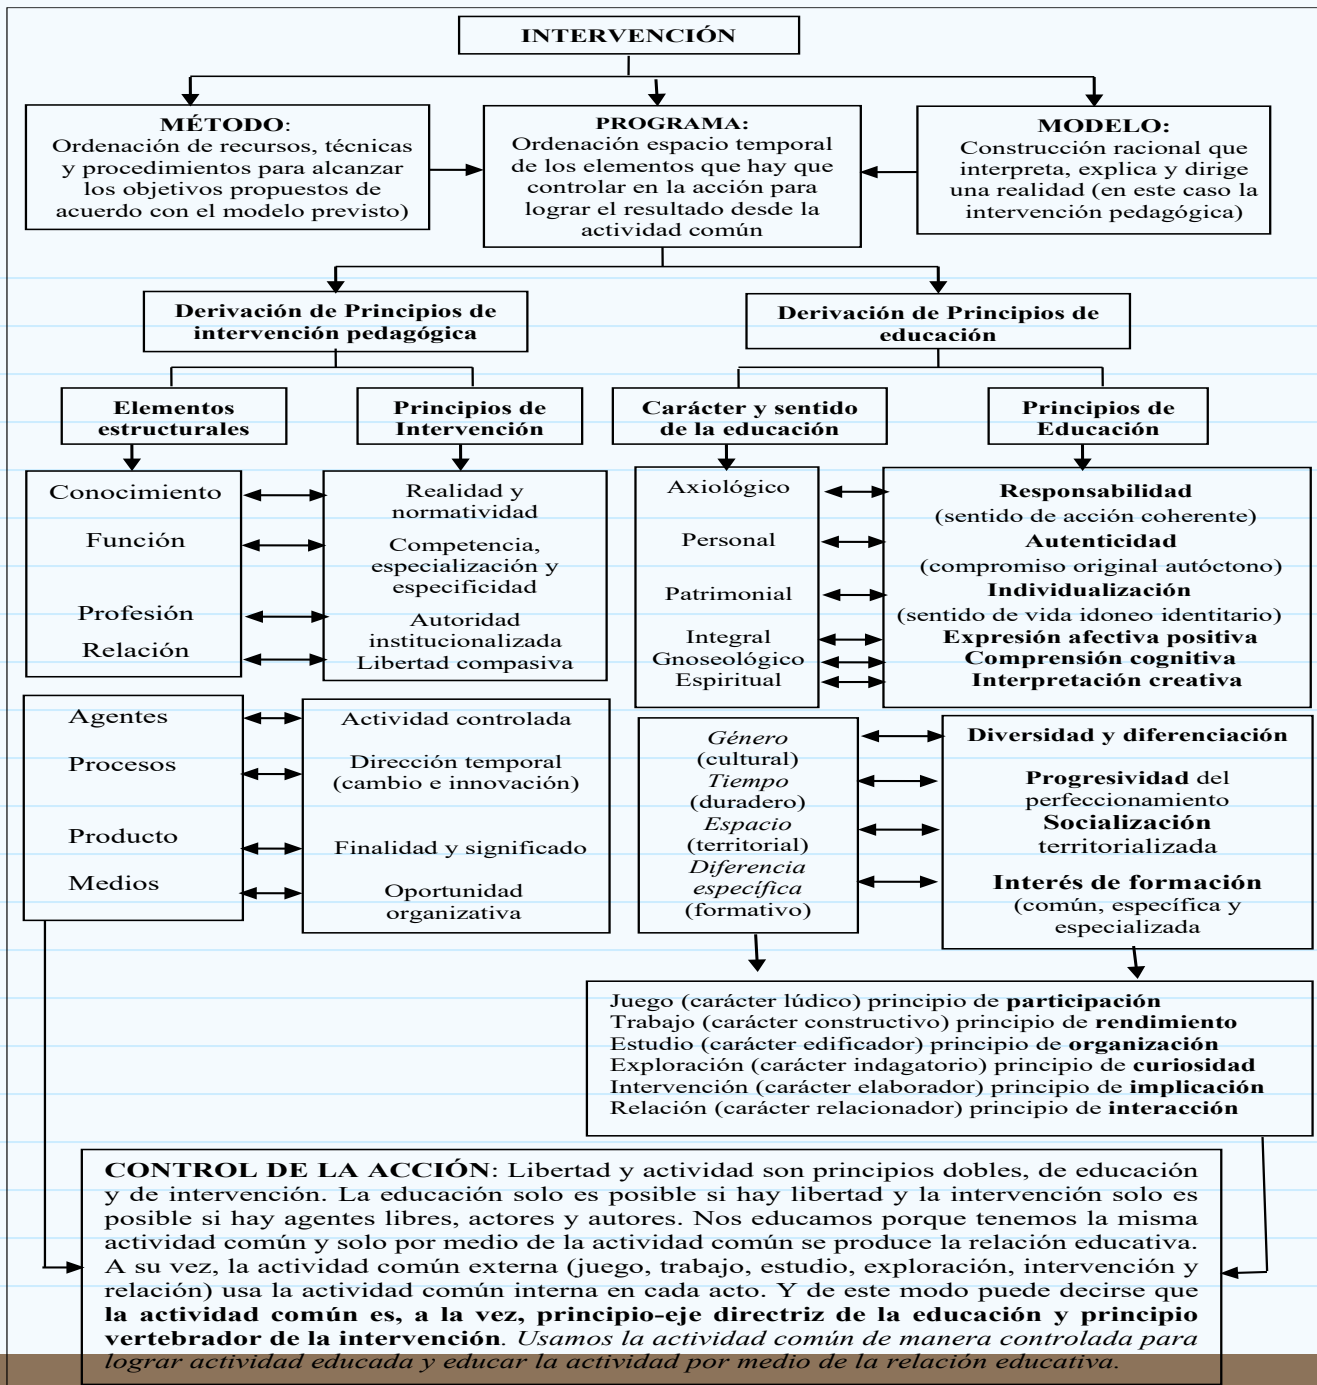 INTERVENCIÓN
MÉTODO:
Ordenación de recursos, técnicas
y procedimientos para alcanzar
los objetivos propuestos de
acuerdo con el modelo previsto)
PROGRAMA:
Ordenación espacio temporal
de los elementos que hay que
controlar en la acción para
lograr el resultado desde la
actividad común
MODELO:
Construcción racional que
interpreta, explica y dirige
una realidad (en este caso la
intervención pedagógica)
Derivación de Principios de
intervención pedagógica
Derivación de Principios de
educación
Elementos
estructurales
Principios de
Intervención
Carácter y sentido
de la educación
Principios de
Educación
Conocimiento
Función
Profesión
Relación
Realidad y
normatividad
Competencia,
especialización y
especificidad
Autoridad
institucionalizada
Libertad compasiva
Axiológico
Personal
Patrimonial
Integral
Gnoseológico
Espiritual
Responsabilidad
(sentido de acción coherente)
Autenticidad
(compromiso original autóctono)
Individualización
(sentido de vida idoneo identitario)
Expresión afectiva positiva
Comprensión cognitiva
Interpretación creativa
Agentes
Procesos
Producto
Medios
Actividad controlada
Dirección temporal
(cambio e innovación)
Finalidad y significado
Oportunidad
organizativa
Género
(cultural)
Tiempo
(duradero)
Espacio
(territorial)
Diferencia
específica
(formativo)
Diversidad y diferenciación
Progresividad del
perfeccionamiento
Socialización
territorializada
Interés de formación
(común, específica y
especializada
Juego (carácter lúdico) principio de participación
Trabajo (carácter constructivo) principio de rendimiento
Estudio (carácter edificador) principio de organización
Exploración (carácter indagatorio) principio de curiosidad
Intervención (carácter elaborador) principio de implicación
Relación (carácter relacionador) principio de interacción
CONTROL DE LA ACCIÓN: Libertad y actividad son principios dobles, de educación
y de intervención. La educación solo es posible si hay libertad y la intervención solo es
posible si hay agentes libres, actores y autores. Nos educamos porque tenemos la misma
actividad común y solo por medio de la actividad común se produce la relación educativa.
A su vez, la actividad común externa (juego, trabajo, estudio, exploración, intervención y
relación) usa la actividad común interna en cada acto. Y de este modo puede decirse que
la actividad común es, a la vez, principio-eje directriz de la educación y principio
vertebrador de la intervención. Usamos la actividad común de manera controlada para
lograr actividad educada y educar la actividad por medio de la relación educativa.